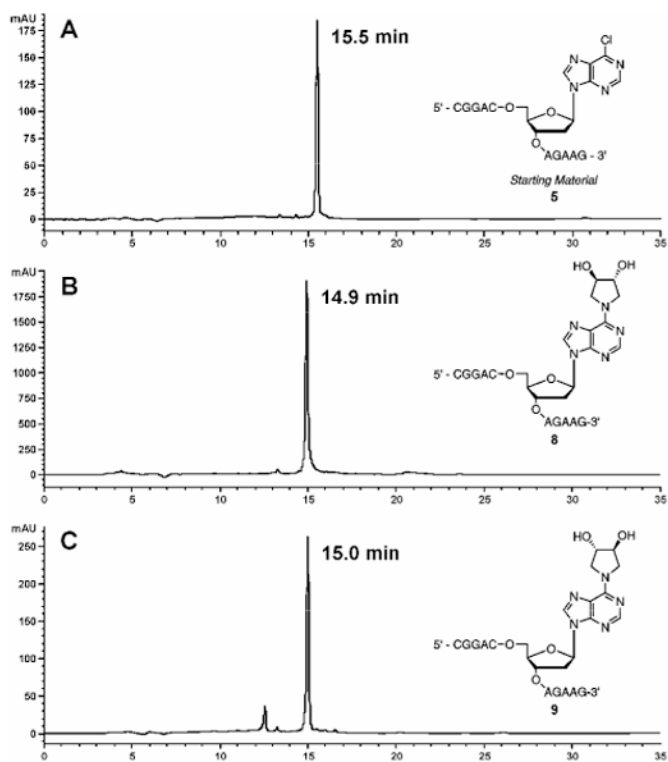 mAU
A
15.5 min
175
150
125
100
75
50
25
0
0 5 10 15 20 25 30 35
Cl
N
N
N
N
5' - CGGAC-O
O
O
AGAAG - 3'
Starting Material
5
mAU
B
14.9 min
1750
1500
1250
1000
750
500
250
0
0 5 10 15 20 25 30 35
HO OH
N
N
N
N
N
5' - CGGAC-O
O
O
AGAAG-3'
8
mAU
C
15.0 min
250
200
150
100
50
0
0 5 10 15 20 25 30 35
HO OH
N
N
N
N
N
5' - CGGAC-O
O
O
AGAAG-3'
9